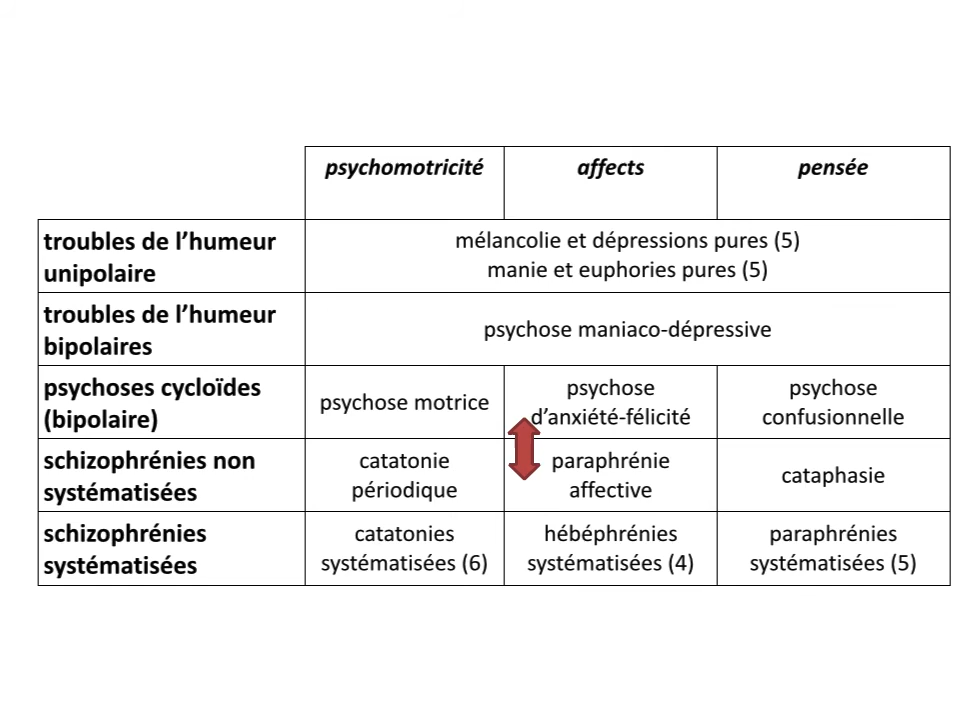 psychomotricité affects pensée
troubles de l’humeur
unipolaire
mélancolie et dépressions pures (5)
manie et euphories pures (5)
troubles de l’humeur
bipolaires
psychose maniaco-dépressive
psychoses cycloïdes
(bipolaire)
psychose motrice
psychose
d’anxiété-félicité
psychose
confusionnelle
schizophrénies non
systématisées
catatonie
périodique
paraphrénie
affective
cataphasie
schizophrénies
systématisées
catatonies
systématisées (6)
hébéphrénies
systématisées (4)
paraphrénies
systématisées (5)